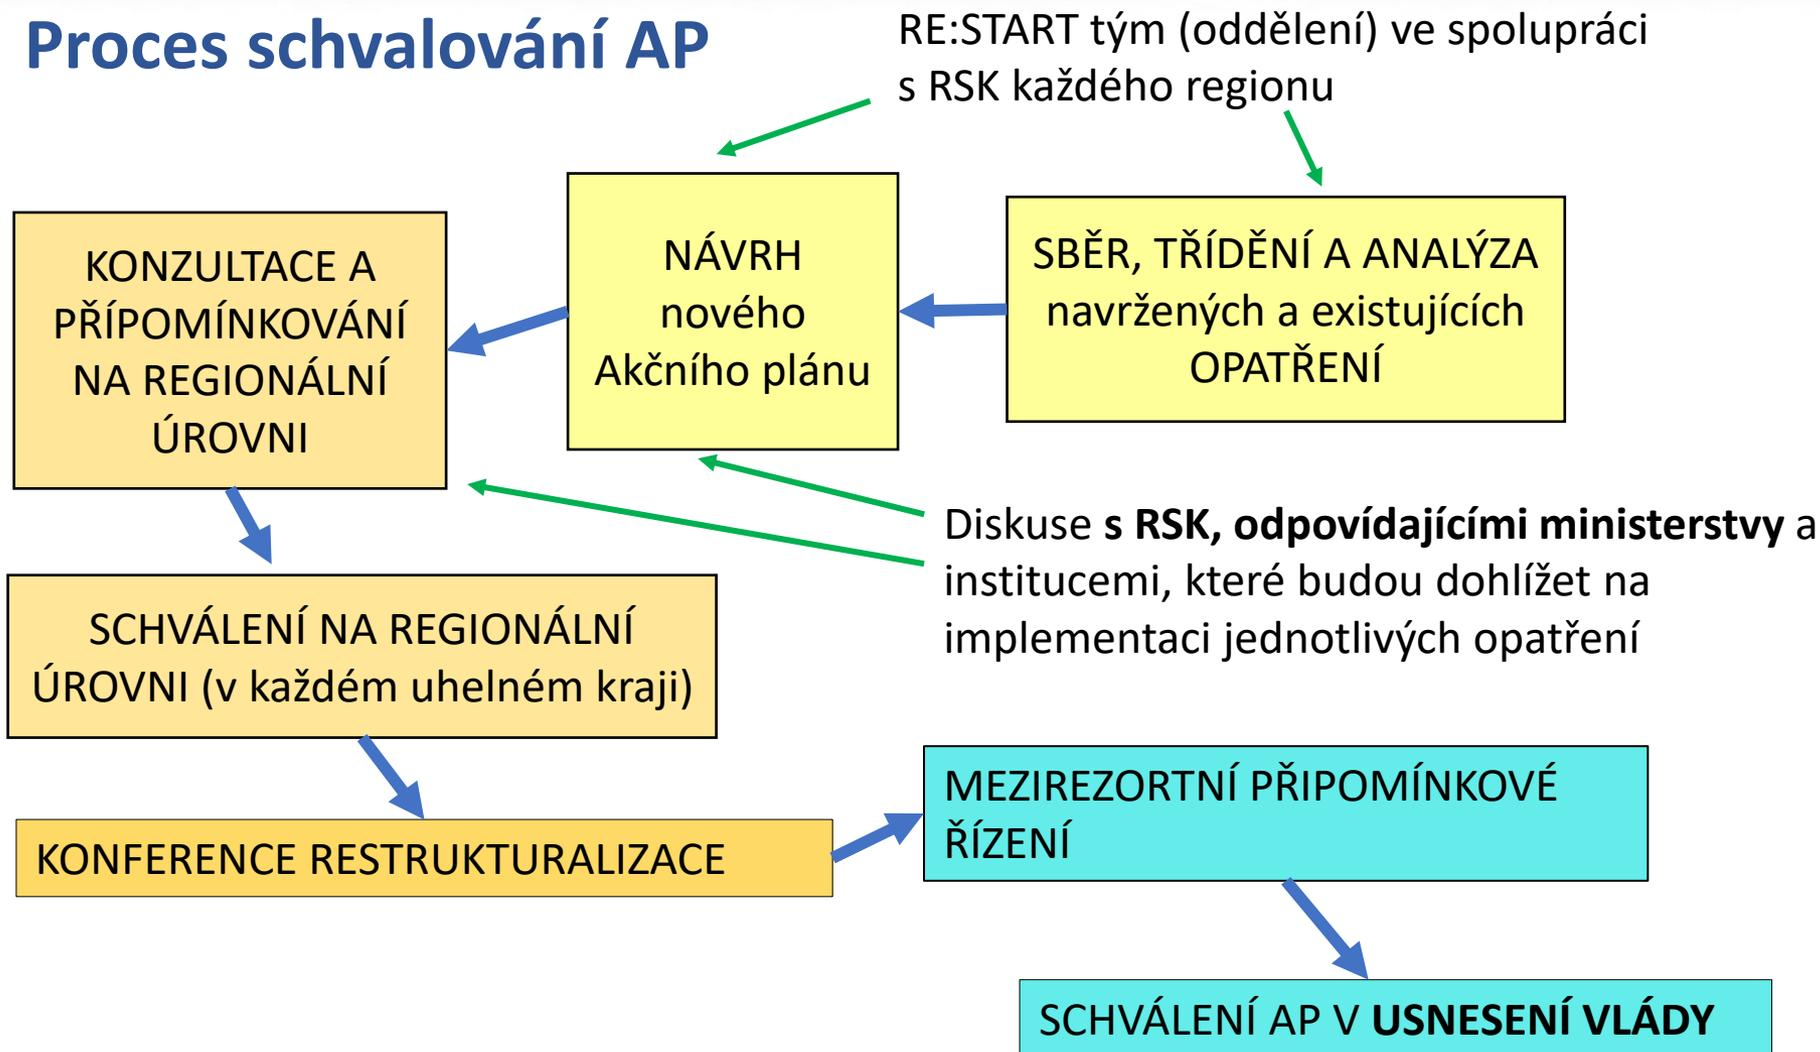 Proces schvalování AP
RE:START tým (oddělení) ve spolupráci
s RSK každého regionu
SBĚR, TŘÍDĚNÍ A ANALÝZA
navržených a existujících
OPATŘENÍ
NÁVRH
nového
Akčního plánu
KONZULTACE A
PŘÍPOMÍNKOVÁNÍ
NA REGIONÁLNÍ
ÚROVNI
Diskuse s RSK, odpovídajícími ministerstvy a
institucemi, které budou dohlížet na
implementaci jednotlivých opatření
SCHVÁLENÍ NA REGIONÁLNÍ
ÚROVNI (v každém uhelném kraji)
KONFERENCE RESTRUKTURALIZACE
MEZIREZORTNÍ PŘIPOMÍNKOVÉ
ŘÍZENÍ
SCHVÁLENÍ AP V USNESENÍ VLÁDY